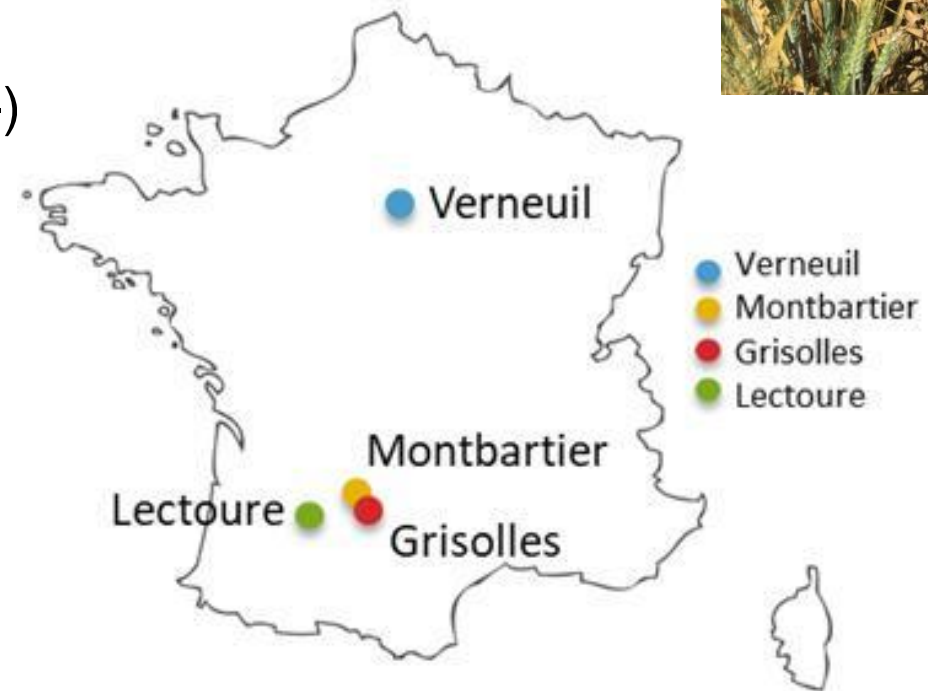 )
Verneuil
Verneuil
Montbartier
Grisolles
Lectoure
Montbartier
Lectoure
Grisolles